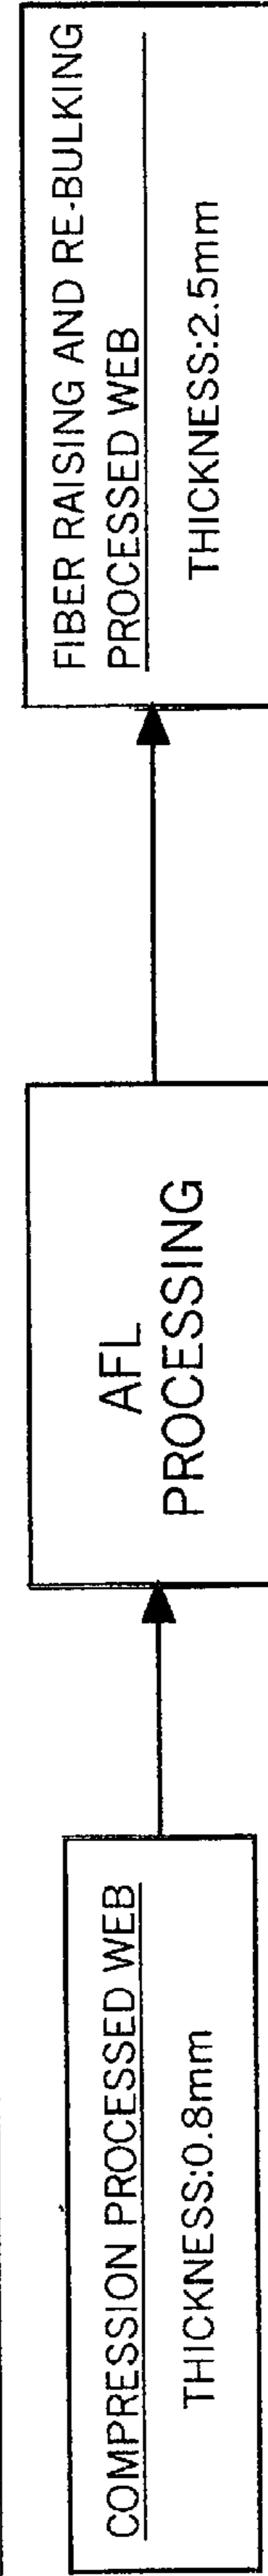 COMPRESSION PROCESSED WEB
THICKNESS:0.8mm
AFL
PROCESSING
FIBER RAISING AND RE-BULKING
PROCESSED WEB
THICKNESS:2.5mm